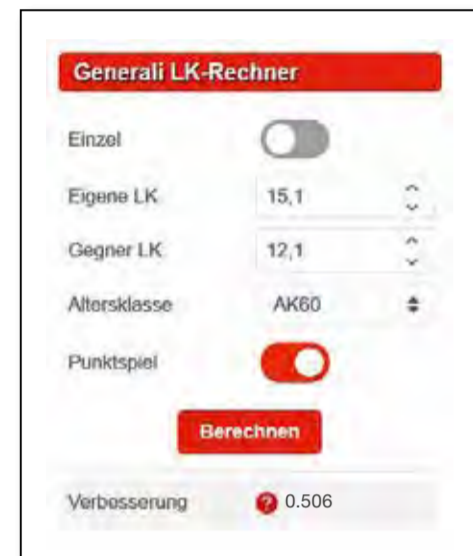 Generali LK-Rechner
Einzel
Eigene LK 15,1
Gegner LK 12,1
Altersklasse AK60
Punktspiel
Berechnen
Verbesserung ? 0.506